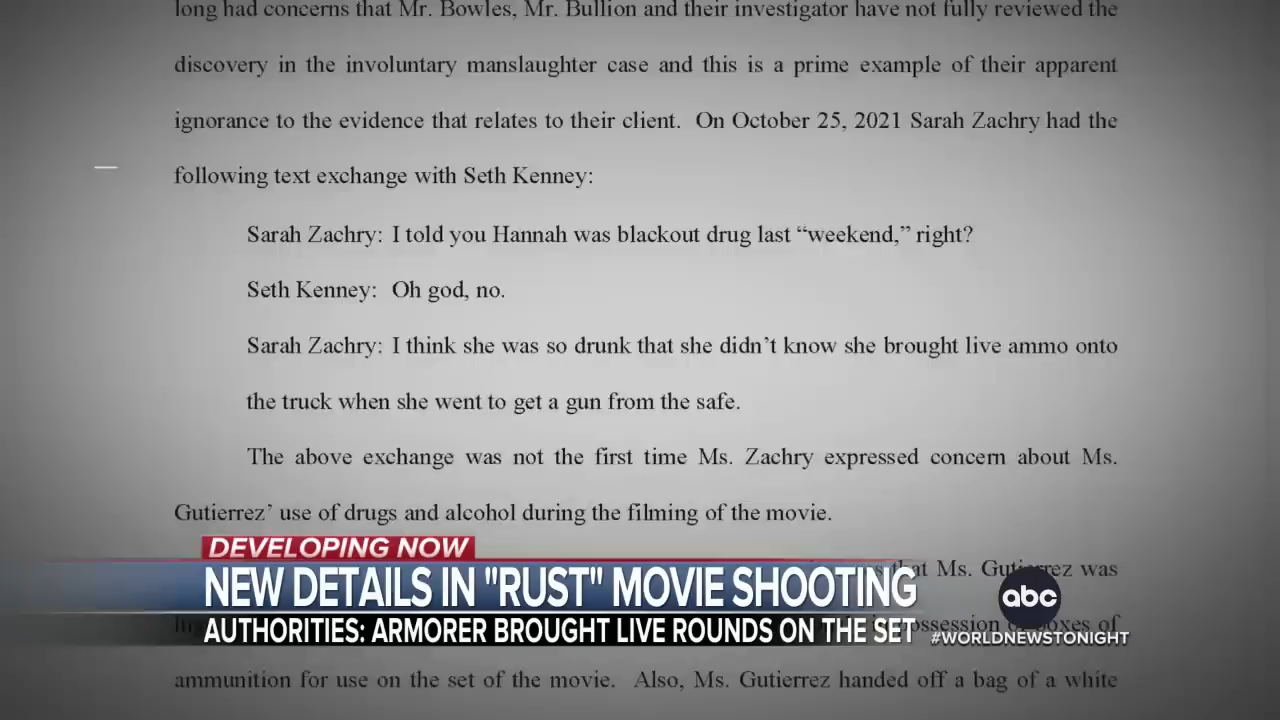 long had concerns that Mr. Bowles, Mr. Bullion and their investigator have not fully reviewed the
discovery in the involuntary manslaughter case and this is a prime example of their apparent
ignorance to the evidence that relates to their client. On October 25, 2021 Sarah Zachry had the
following text exchange with Seth Kenney:
Sarah Zachry: I told you Hannah was blackout drug last “weekend,” right?
Seth Kenney: Oh god, no.
Sarah Zachry: I think she was so drunk that she didn’t know she brought live ammo onto
the truck when she went to get a gun from the safe.
The above exchange was not the first time Ms. Zachry expressed concern about Ms.
Gutierrez’ use of drugs and alcohol during the filming of the movie.
DEVELOPING NOW
that Ms. Gutierrez was
NEW DETAILS IN "RUST" MOVIE SHOOTING
abc
AUTHORITIES: ARMORER BROUGHT LIVE ROUNDS ON THE SET
possession of boxes of
#WORLDNEWSTONIGHT
ammunition for use on the set of the movie. Also, Ms. Gutierrez handed off a bag of a white